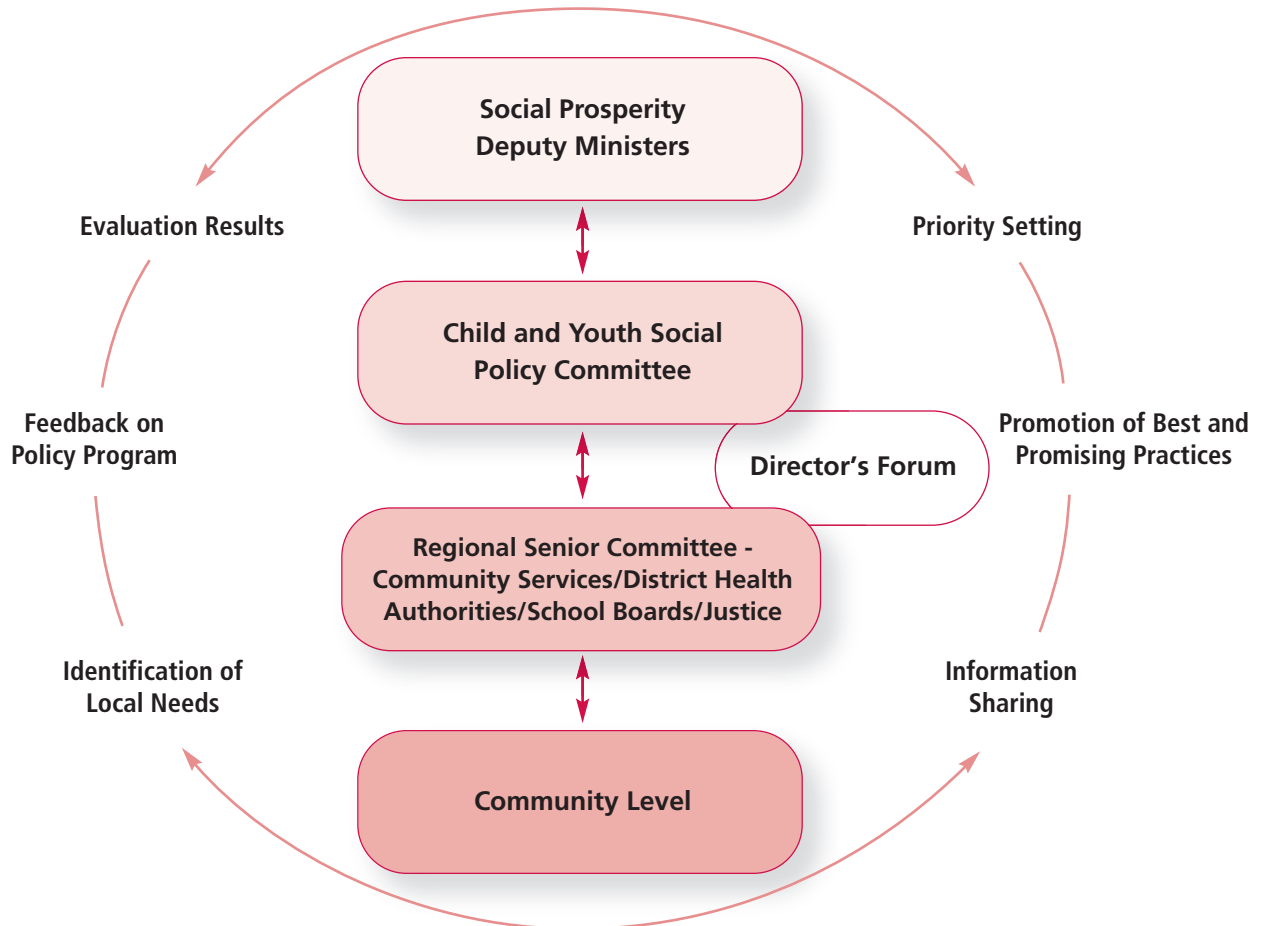 Social Prosperity
Deputy Ministers
Evaluation Results
Priority Setting
Child and Youth Social
Policy Committee
Feedback on
Policy Program
Director’s Forum
Promotion of Best and
Promising Practices
Regional Senior Committee -
Community Services/District Health
Authorities/School Boards/Justice
Identification of
Local Needs
Information
Sharing
Community Level